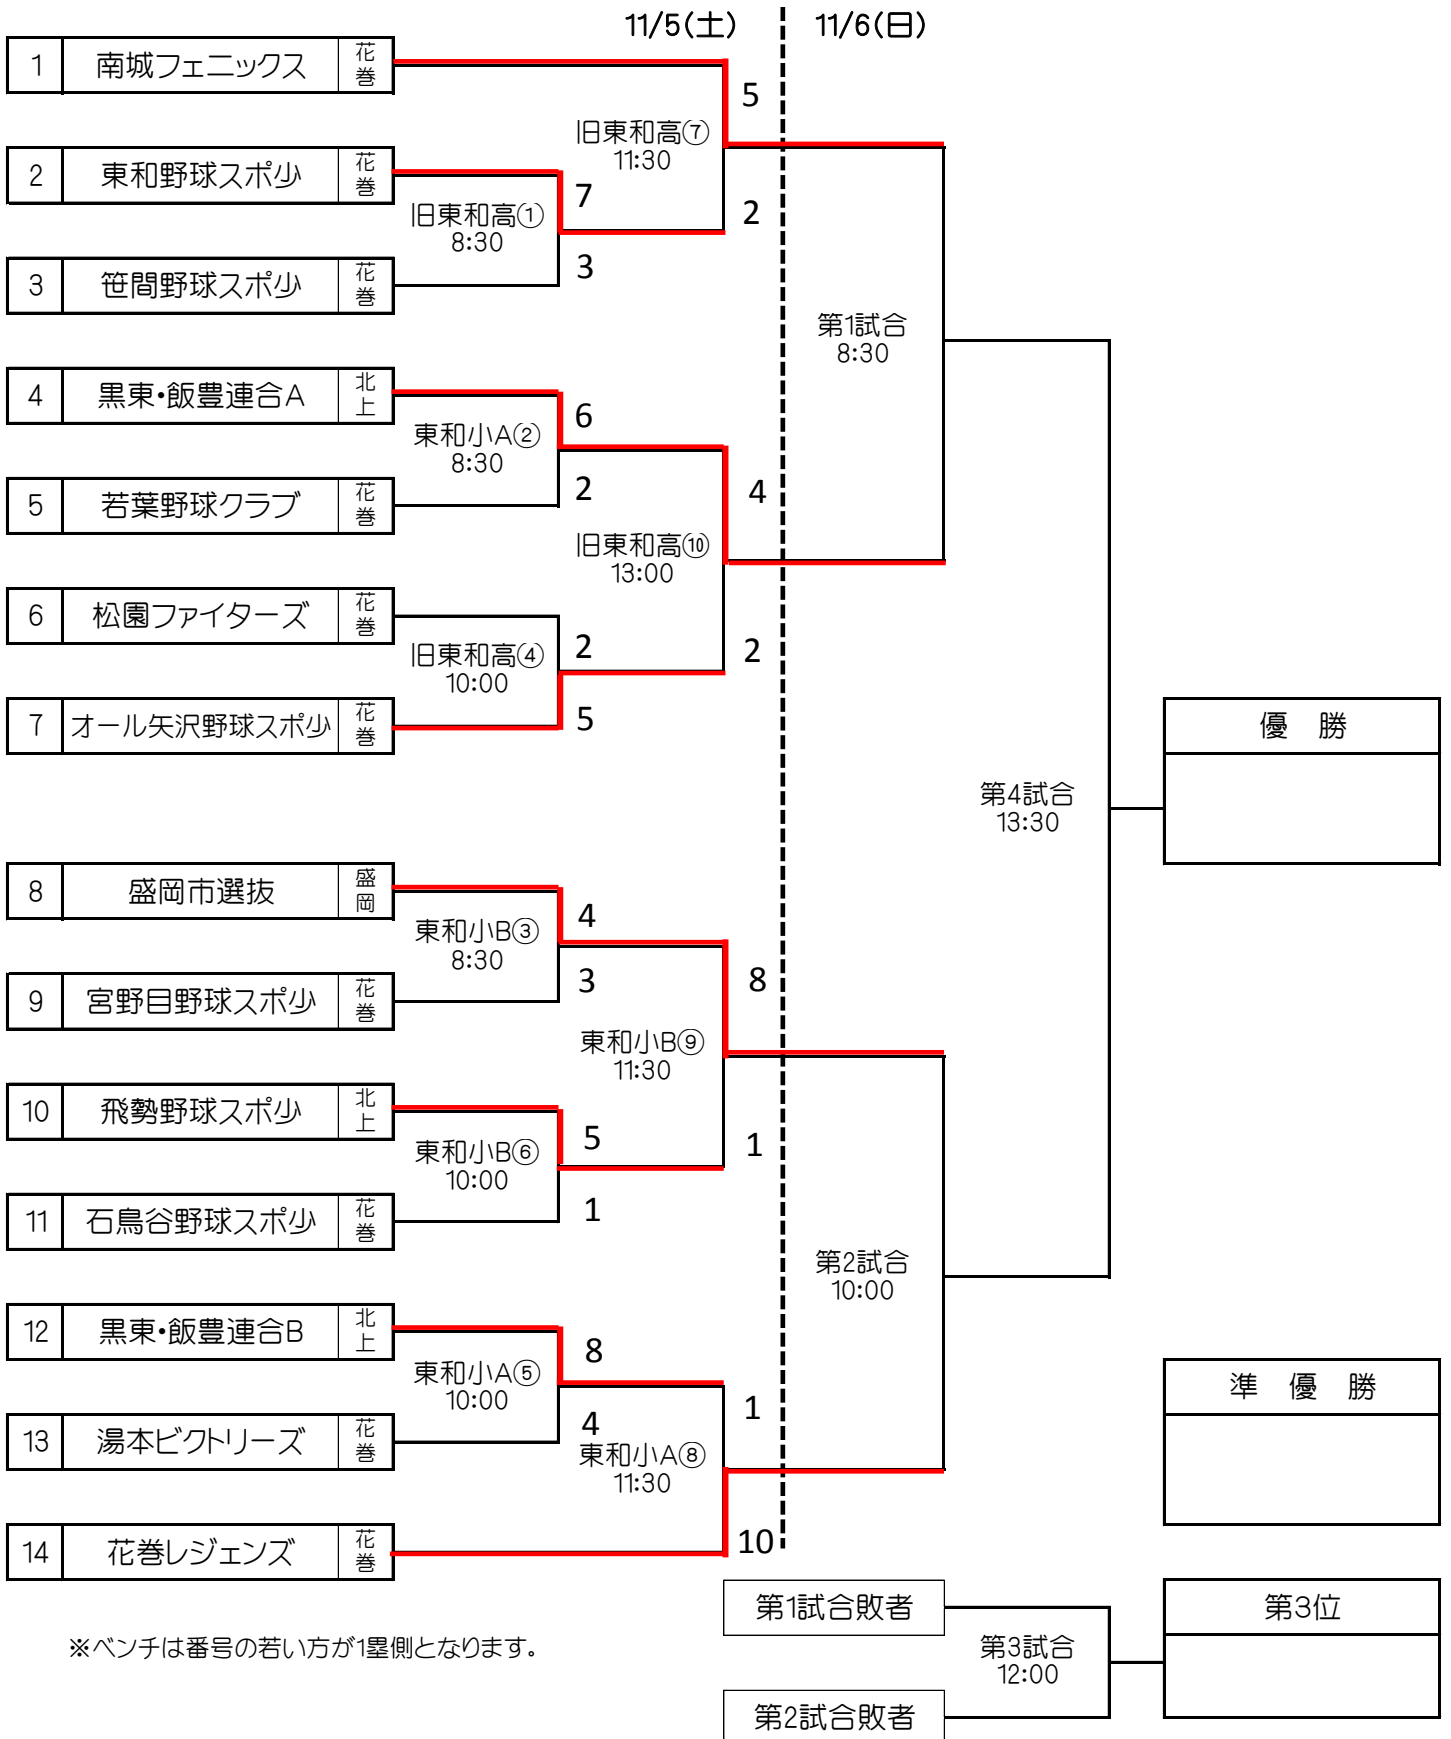 11/5(土) 11/6(日)
1 南城フェニックス 花巻
5
旧東和高⑦
11:30
2 東和野球スポ少 花巻
7
2
旧東和高①
8:30
3 笹間野球スポ少 花巻
3
第1試合
8:30
4 黒東・飯豊連合A 北上
6
東和小A②
8:30
5 若葉野球クラブ 花巻
2
4
旧東和高⑩
13:00
6 松園ファイターズ 花巻
2
2
旧東和高④
10:00
7 オール矢沢野球スポ少 花巻
5
優 勝
第4試合
13:30
8 盛岡市選抜 盛岡
4
東和小B③
8:30
9 宮野目野球スポ少 花巻
3
8
東和小B⑨
11:30
10 飛勢野球スポ少 北上
5
1
東和小B⑥
10:00
11 石鳥谷野球スポ少 花巻
1
第2試合
10:00
12 黒東・飯豊連合B 北上
8
東和小A⑤
10:00
準 優 勝
13 湯本ビクトリーズ 花巻
4
1
東和小A⑧
11:30
14 花巻レジェンズ 花巻
10
第1試合敗者
第3位
※ベンチは番号の若い方が1塁側となります。
第3試合
12:00
第2試合敗者